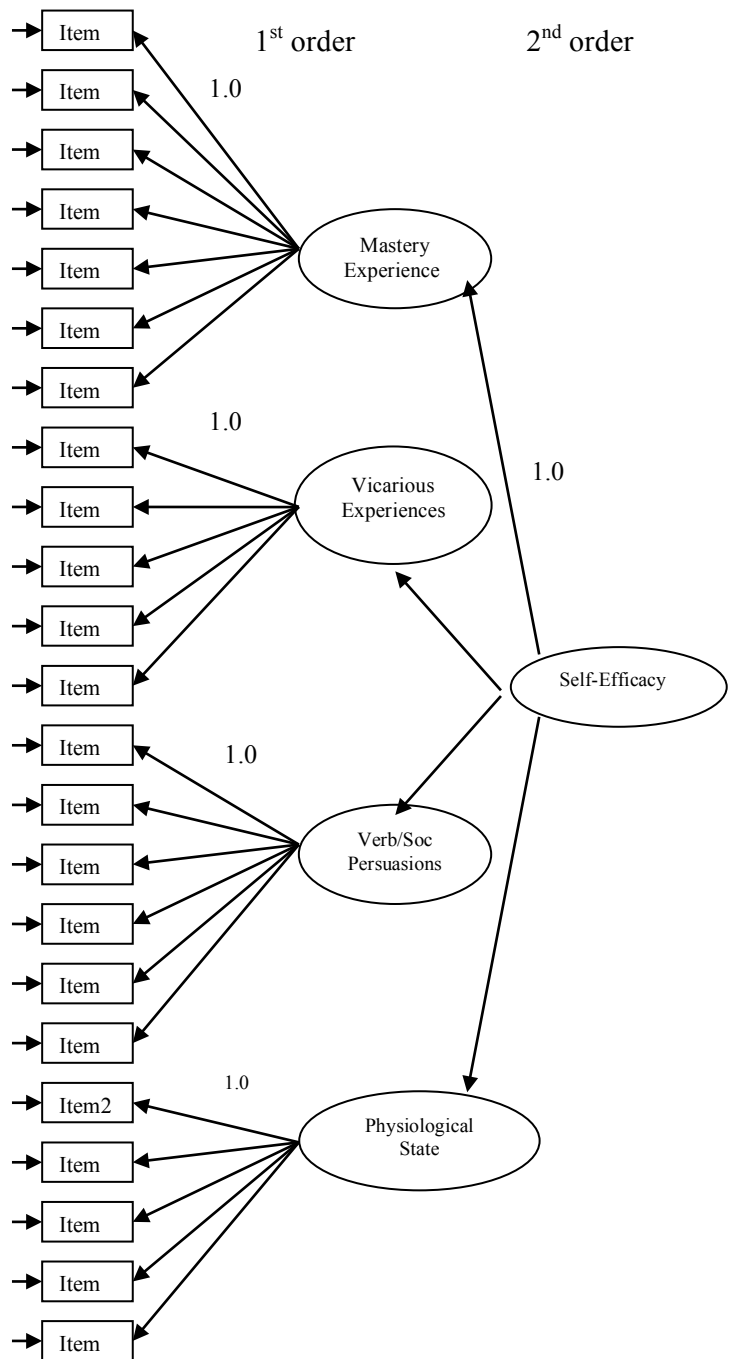 1st order
2nd order
Item
1.0
Item
Item
Item
Item
Item
Item
Mastery
Experience
1.0
Item
Item
Item
Item
Item
Vicarious
Experiences
1.0
Self-Efficacy
1.0
Item
Item
Item
Item
Item
Item
Verb/Soc
Persuasions
1.0
Item2
Item
Item
Item
Item
Physiological
State